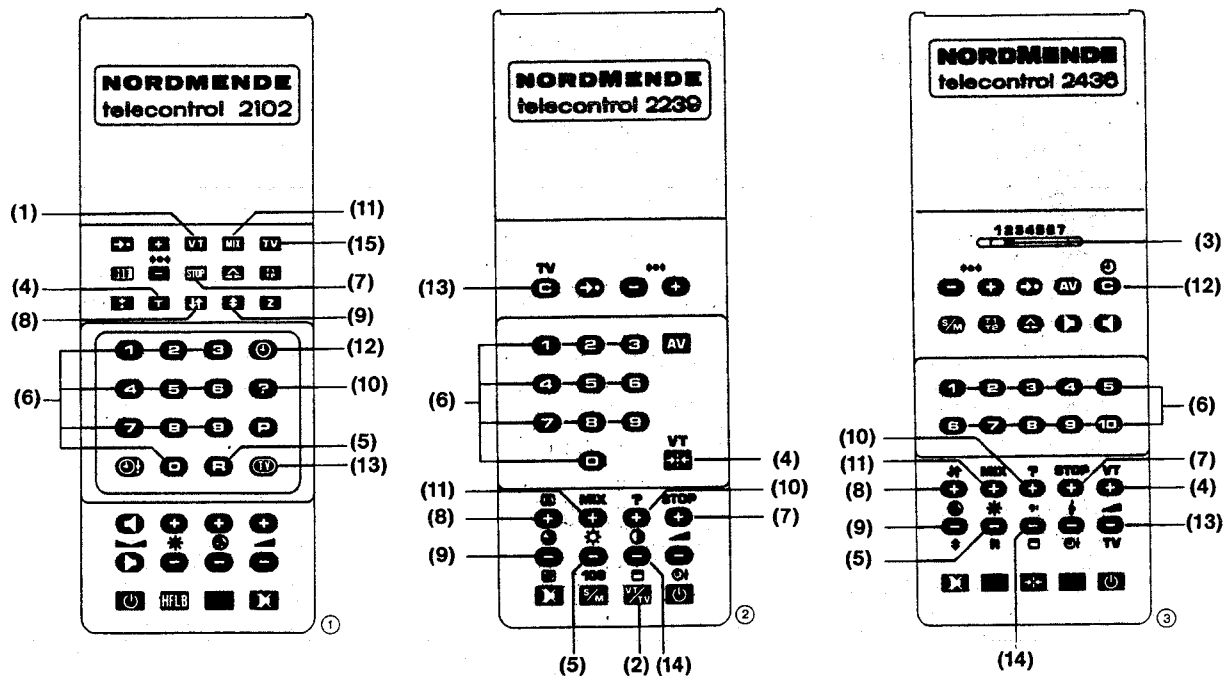 NORDMENDE
telecontrol 2102
(1)
(11)
VT MIX TV
(15)
STOP
(4)
T
Z
(7)
(8)
(9)
1 2 3
(12)
4 5 6 ?
(10)
(6)
7 8 9 P
(5)
0 R TV
(13)
HFLB
1
NORDMENDE
telecontrol 2239
TV
(13)
C - +
1 2 3 AV
4 5 6
(6)
7 8 9
VT
0
(4)
(11)
(10)
MIX ? STOP
(8)
+ + + +
(7)
(9)
- - - -
100
S/M VT/TV
2
(5) (2) (14)
NORDMENDE
telecontrol 2436
1234567
(3)
- + AV C
(12)
S/M
1 2 3 4 5
(6)
6 7 8 9 10
(10)
(11)
(7)
MIX ? STOP VT
(8)
+ + + + +
(4)
(9)
- - - - -
(13)
(5)
R TV
3
(14)